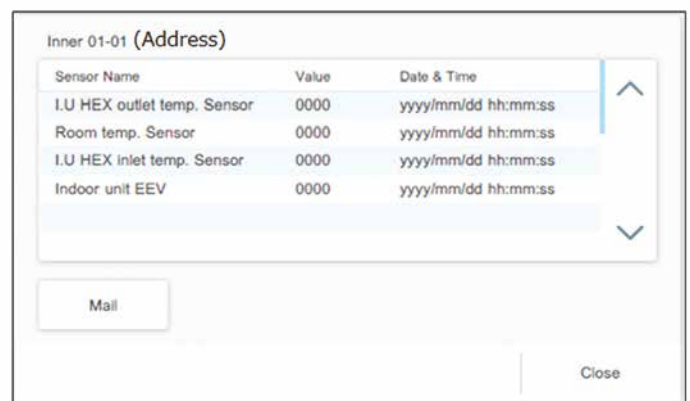 Inner 01-01 (Address)
Sensor Name Value Date & Time
I.U HEX outlet temp. Sensor 0000 yyyy/mm/dd hh:mm:ss
Room temp. Sensor 0000 yyyy/mm/dd hh:mm:ss
I.U HEX inlet temp. Sensor 0000 yyyy/mm/dd hh:mm:ss
Indoor unit EEV 0000 yyyy/mm/dd hh:mm:ss
Mail
Close